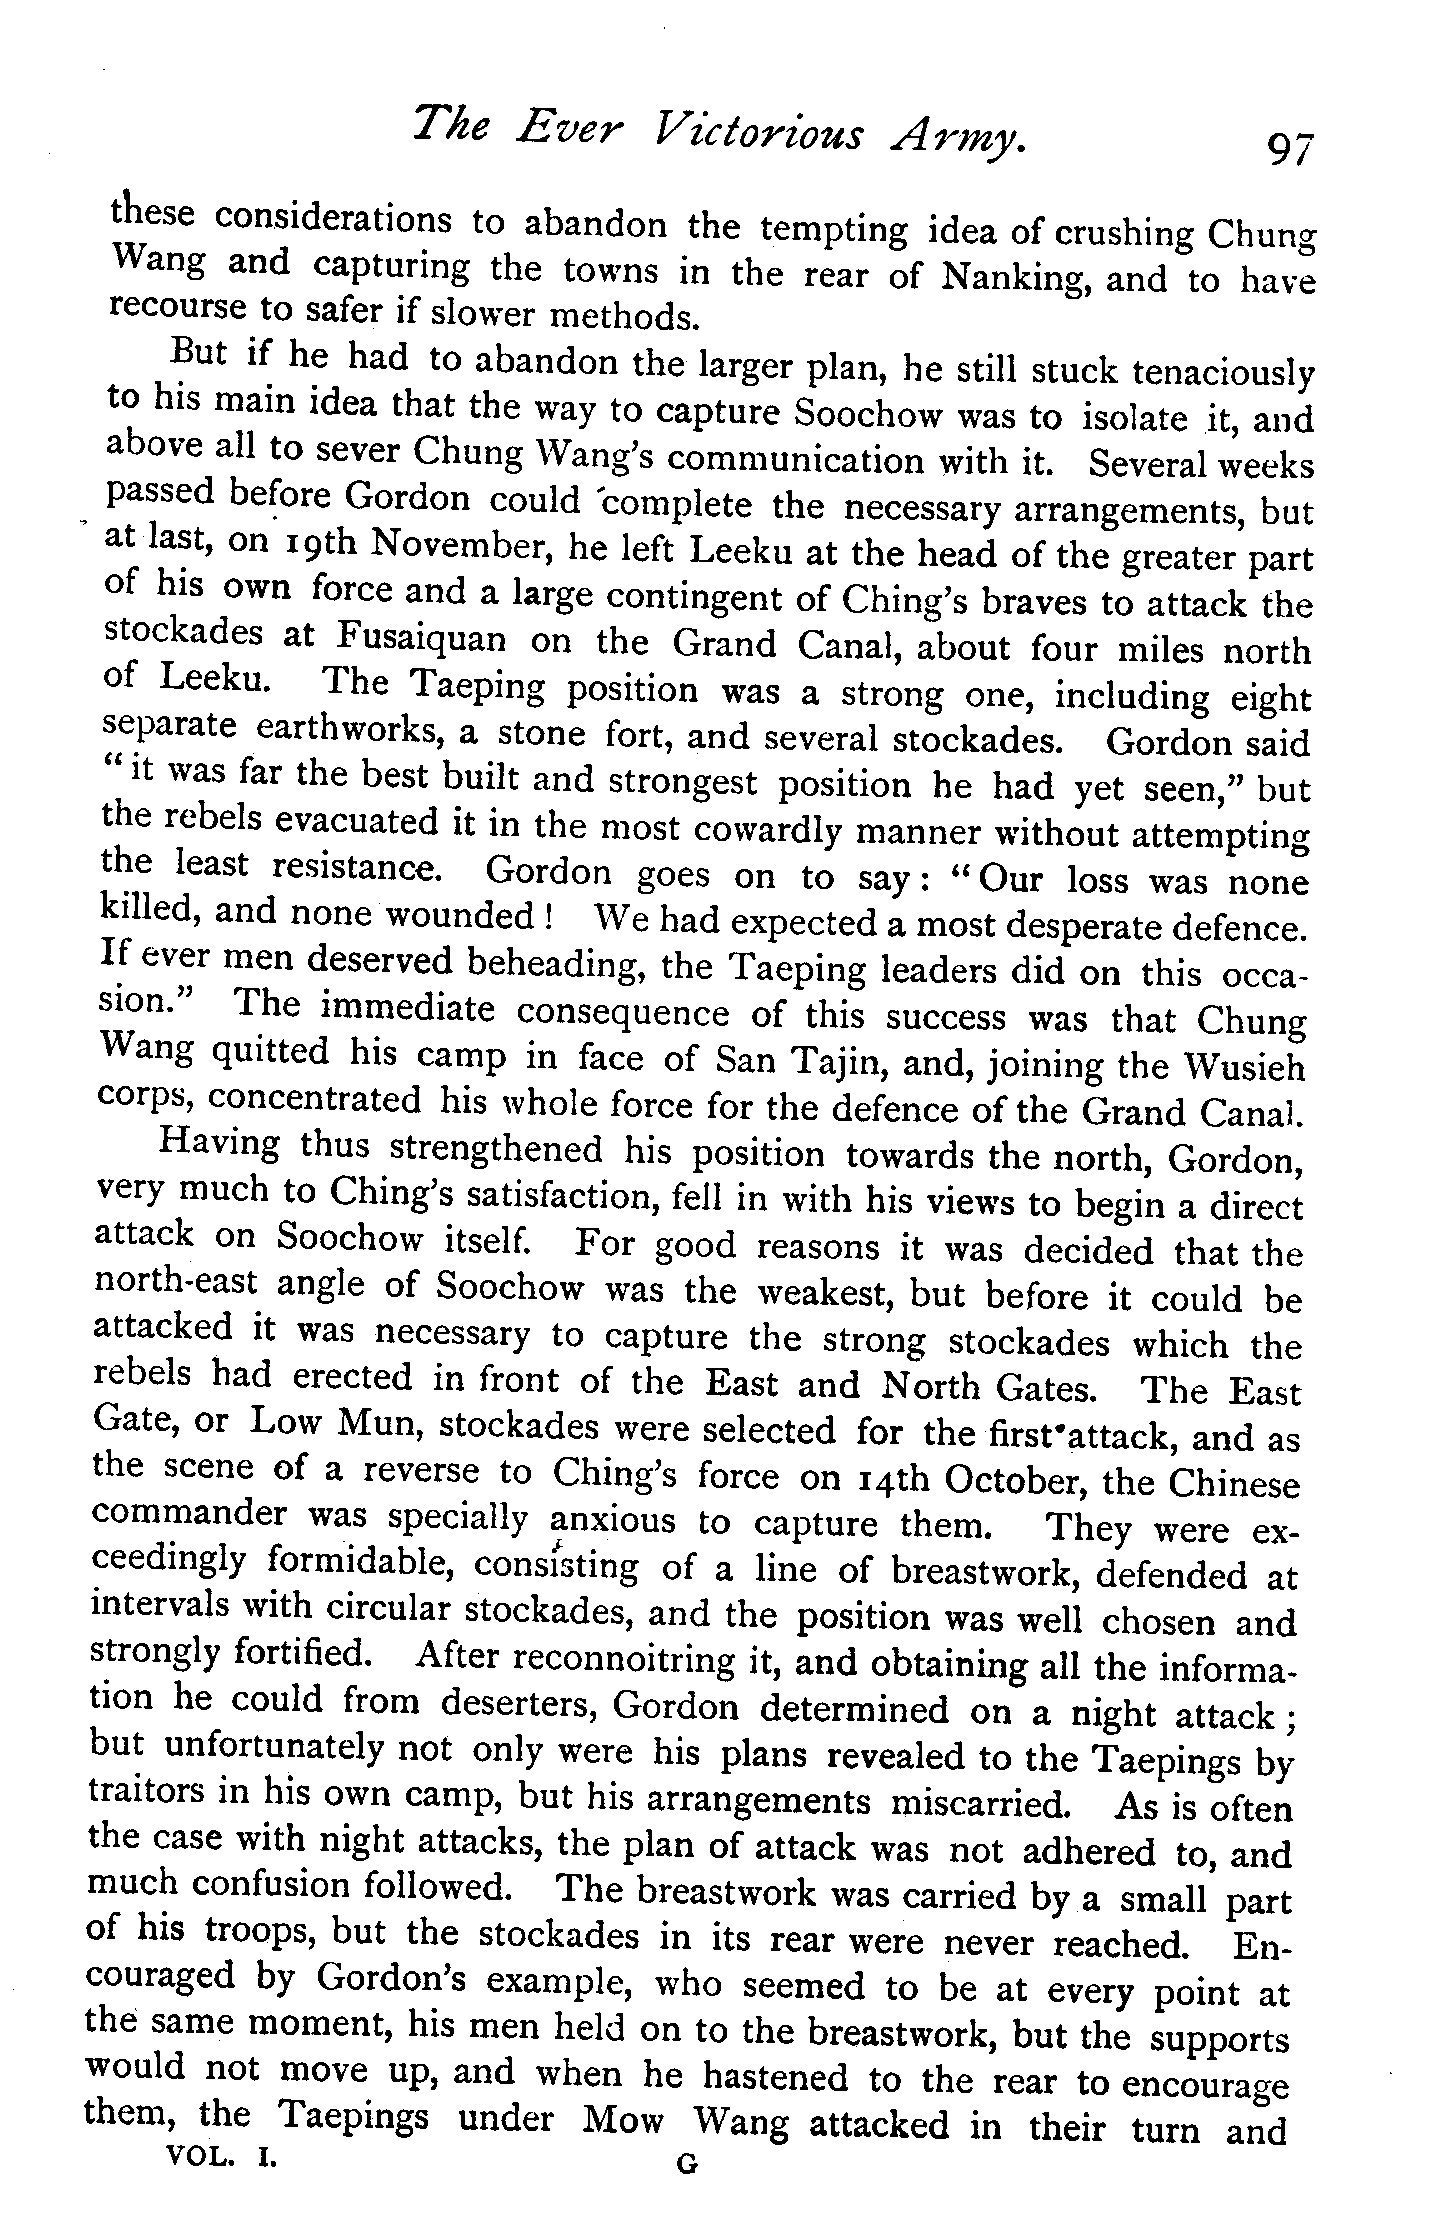 The Ever Victorious Army. 97
these considerations to abandon the tempting idea of crushing Chung
Wang and capturing the towns in the rear of Nanking, and to have
recourse to safer if slower methods.
But if he had to abandon the larger plan, he still stuck tenaciously
to his main idea that the way to capture Soochow was to isolate it, and
above all to sever Chung Wang's communication with it. Several weeks
passed before Gordon could complete the necessary arrangements, but
at last, on 19th November, he left Leeku at the head of the greater part
of his own force and a large contingent of Ching's braves to attack the
stockades at Fusaiquan on the Grand Canal, about four miles north
of Leeku. The Taeping position was a strong one, including eight
separate earthworks, a stone fort, and several stockades. Gordon said
“it was far the best built and strongest position he had yet seen,” but
the rebels evacuated it in the most cowardly manner without attempting
the least resistance. Gordon goes on to say: “Our loss was none
killed, and none wounded! We had expected a most desperate defence.
If ever men deserved beheading, the Taeping leaders did on this occa-
sion.” The immediate consequence of this success was that Chung
Wang quitted his camp in face of San Tajin, and, joining the Wusieh
corps, concentrated his whole force for the defence of the Grand Canal.
Having thus strengthened his position towards the north, Gordon,
very much to Ching's satisfaction, fell in with his views to begin a direct
attack on Soochow itself. For good reasons it was decided that the
north-east angle of Soochow was the weakest, but before it could be
attacked it was necessary to capture the strong stockades which the
rebels had erected in front of the East and North Gates. The East
Gate, or Low Mun, stockades were selected for the first attack, and as
the scene of a reverse to Ching's force on 14th October, the Chinese
commander was specially anxious to capture them. They were ex-
ceedingly formidable, consisting of a line of breastwork, defended at
intervals with circular stockades, and the position was well chosen and
strongly fortified. After reconnoitring it, and obtaining all the informa-
tion he could from deserters, Gordon determined on a night attack;
but unfortunately not only were his plans revealed to the Taepings by
traitors in his own camp, but his arrangements miscarried. As is often
the case with night attacks, the plan of attack was not adhered to, and
much confusion followed. The breastwork was carried by a small part
of his troops, but the stockades in its rear were never reached. En-
couraged by Gordon's example, who seemed to be at every point at
the same moment, his men held on to the breastwork, but the supports
would not move up, and when he hastened to the rear to encourage
them, the Taepings under Mow Wang attacked in their turn and
VOL. I. G